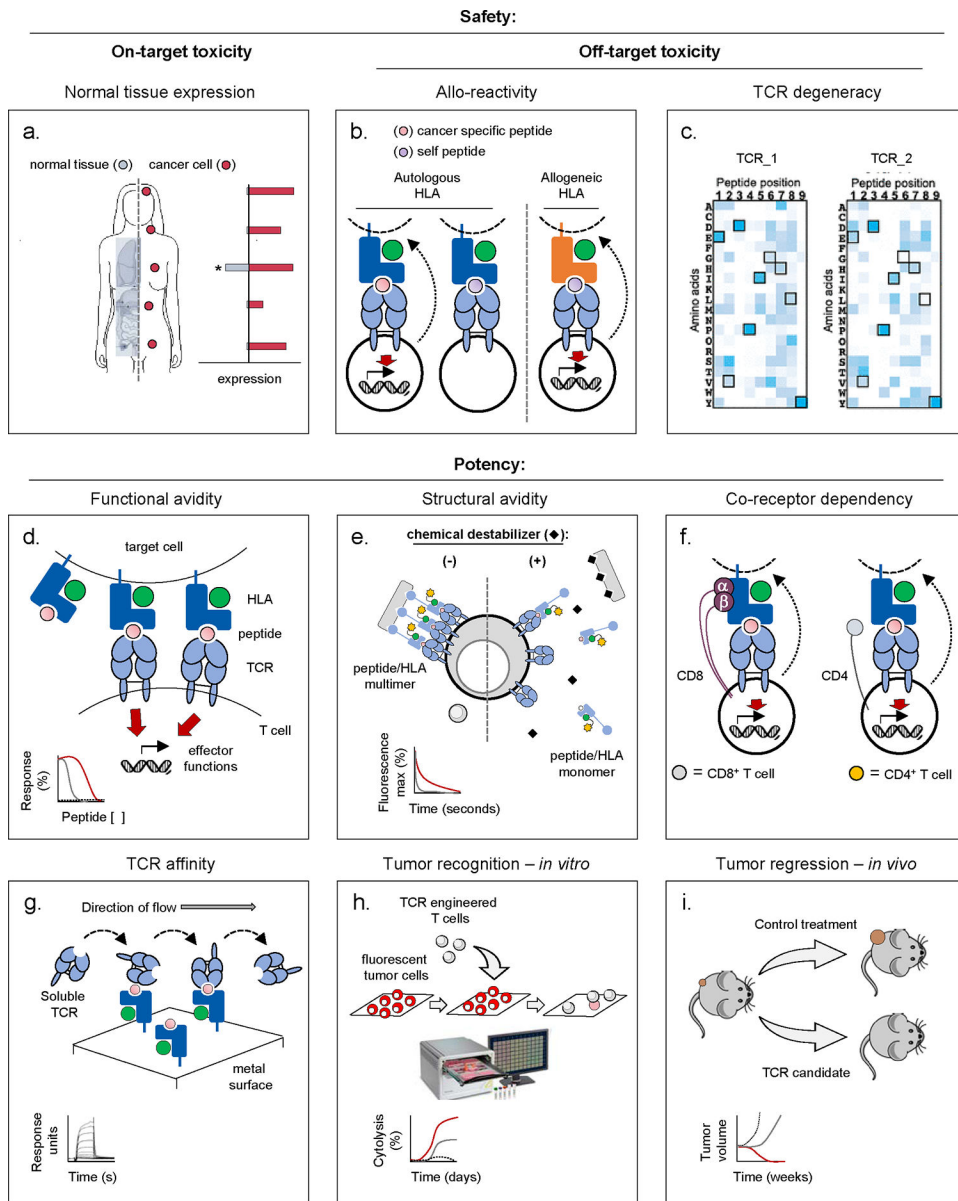 Safety:
On-target toxicity
Off-target toxicity
Normal tissue expression
Allo-reactivity
TCR degeneracy
a.
normal tissue ( ) cancer cell ( )
*
expression
b.
( ) cancer specific peptide
( ) self peptide
Autologous
HLA
Allogeneic
HLA
c.
TCR_1
Peptide position
1 2 3 4 5 6 7 8 9
Amino acids
A
C
D
E
F
G
H
I
K
L
M
N
P
Q
R
S
T
V
W
Y
TCR_2
Peptide position
1 2 3 4 5 6 7 8 9
Amino acids
A
C
D
E
F
G
H
I
K
L
M
N
P
Q
R
S
T
V
W
Y
Potency:
Functional avidity
Structural avidity
Co-receptor dependency
d.
target cell
HLA
peptide
TCR
T cell
effector
functions
Response
(%)
Peptide [ ]
e.
chemical destabilizer (◆):
(-)
(+)
peptide/HLA
multimer
peptide/HLA
monomer
Fluorescence
max (%)
Time (seconds)
f.
α
β
CD8
CD4
= CD8⁺ T cell
= CD4⁺ T cell
TCR affinity
Tumor recognition – in vitro
Tumor regression – in vivo
g.
Direction of flow
Soluble
TCR
metal
surface
Response
units
Time (s)
h.
TCR engineered
T cells
fluorescent
tumor cells
Cytolysis
(%)
Time (days)
i.
Control treatment
TCR candidate
Tumor
volume
Time (weeks)